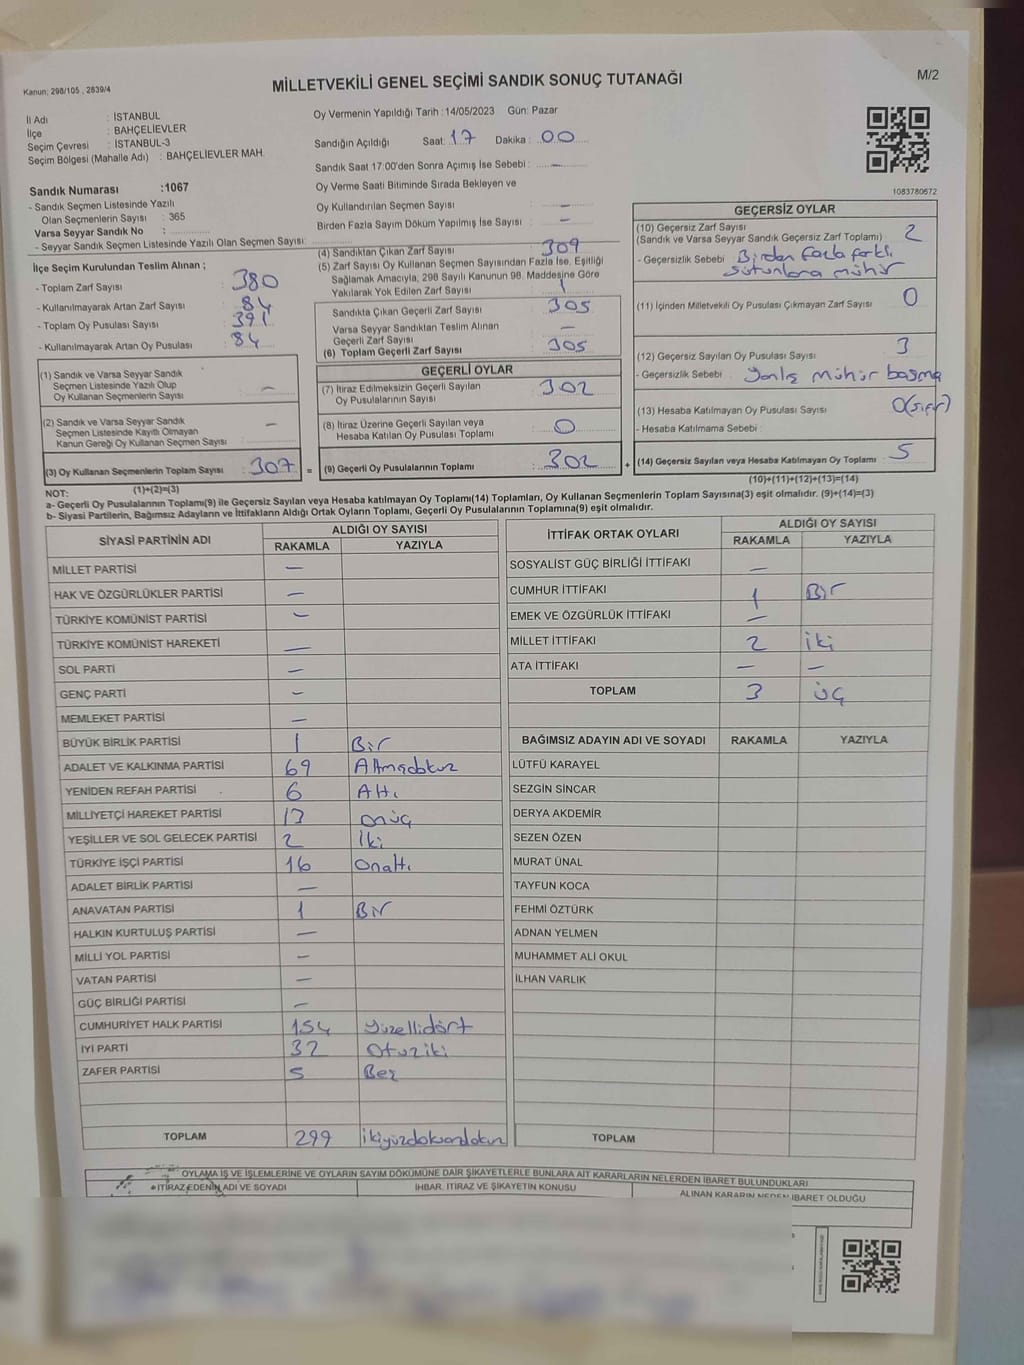 Kanun; 298/105 , 2839/4
MİLLETVEKİLİ GENEL SEÇİMİ SANDIK SONUÇ TUTANAĞI
M/2
İl Adı : İSTANBUL
İlçe : BAHÇELİEVLER
Seçim Çevresi : İSTANBUL-3
Seçim Bölgesi (Mahalle Adı) : BAHÇELİEVLER MAH.
Sandık Numarası :1067
- Sandık Seçmen Listesinde Yazılı
Olan Seçmenlerin Sayısı : 365
Varsa Seyyar Sandık No :
- Seyyar Sandık Seçmen Listesinde Yazılı Olan Seçmen Sayısı:
İlçe Seçim Kurulundan Teslim Alınan ;
- Toplam Zarf Sayısı : 380
- Kullanılmayarak Artan Zarf Sayısı : 84
- Toplam Oy Pusulası Sayısı : 391
- Kullanılmayarak Artan Oy Pusulası : 84
Oy Vermenin Yapıldığı Tarih :14/05/2023 Gün: Pazar
Sandığın Açıldığı Saat: 17 Dakika : 00
Sandık Saat 17:00'den Sonra Açımış İse Sebebi : —
Oy Verme Saati Bitiminde Sırada Bekleyen ve
Oy Kullandırılan Seçmen Sayısı : —
Birden Fazla Sayım Döküm Yapılmış İse Sayısı : —
(4) Sandıktan Çıkan Zarf Sayısı : 309
(5) Zarf Sayısı Oy Kullanan Seçmen Sayısından Fazla İse, Eşitliği
Sağlamak Amacıyla, 298 Sayılı Kanunun 98. Maddesine Göre
Yakılarak Yok Edilen Zarf Sayısı : 1
Sandıkta Çıkan Geçerli Zarf Sayısı : 305
Varsa Seyyar Sandıktan Teslim Alınan
Geçerli Zarf Sayısı : —
(6) Toplam Geçerli Zarf Sayısı : 305
1083780672
GEÇERSİZ OYLAR
(10) Geçersiz Zarf Sayısı
(Sandık ve Varsa Seyyar Sandık Geçersiz Zarf Toplamı) : 2
- Geçersizlik Sebebi : Birden fazla farklı
sütunlara mühür
(11) İçinden Milletvekili Oy Pusulası Çıkmayan Zarf Sayısı : 0
(12) Geçersiz Sayılan Oy Pusulası Sayısı : 3
- Geçersizlik Sebebi : Yanlış mühür basma
(13) Hesaba Katılmayan Oy Pusulası Sayısı : 0(sıfır)
- Hesaba Katılmama Sebebi :
(14) Geçersiz Sayılan veya Hesaba Katılmayan Oy Toplamı : 5
(10)+(11)+(12)+(13)=(14)
(1) Sandık ve Varsa Seyyar Sandık
Seçmen Listesinde Yazılı Olup
Oy Kullanan Seçmenlerin Sayısı : —
(2) Sandık ve Varsa Seyyar Sandık
Seçmen Listesinde Kayıtlı Olmayan
Kanun Gereği Oy Kullanan Seçmen Sayısı : —
(3) Oy Kullanan Seçmenlerin Toplam Sayısı : 307 =
(1)+(2)=(3)
GEÇERLİ OYLAR
(7) İtiraz Edilmeksizin Geçerli Sayılan
Oy Pusulalarının Sayısı : 302
(8) İtiraz Üzerine Geçerli Sayılan veya
Hesaba Katılan Oy Pusulası Toplamı : 0
(9) Geçerli Oy Pusulalarının Toplamı : 302 +
NOT:
a- Geçerli Oy Pusulalarının Toplamı(9) ile Geçersiz Sayılan veya Hesaba katılmayan Oy Toplamı(14) Toplamları, Oy Kullanan Seçmenlerin Toplam Sayısına(3) eşit olmalıdır. (9)+(14)=(3)
b- Siyasi Partilerin, Bağımsız Adayların ve İttifakların Aldığı Ortak Oyların Toplamı, Geçerli Oy Pusulalarının Toplamına(9) eşit olmalıdır.
SİYASİ PARTİNİN ADI ALDIĞI OY SAYISI
RAKAMLA YAZIYLA
MİLLET PARTİSİ —
HAK VE ÖZGÜRLÜKLER PARTİSİ —
TÜRKİYE KOMÜNİST PARTİSİ —
TÜRKİYE KOMÜNİST HAREKETİ —
SOL PARTİ —
GENÇ PARTİ —
MEMLEKET PARTİSİ —
BÜYÜK BİRLİK PARTİSİ 1 Bir
ADALET VE KALKINMA PARTİSİ 69 Altmışdokuz
YENİDEN REFAH PARTİSİ 6 Altı
MİLLİYETÇİ HAREKET PARTİSİ 13 onüç
YEŞİLLER VE SOL GELECEK PARTİSİ 2 İki
TÜRKİYE İŞÇİ PARTİSİ 16 Onaltı
ADALET BİRLİK PARTİSİ —
ANAVATAN PARTİSİ 1 Bir
HALKIN KURTULUŞ PARTİSİ —
MİLLİ YOL PARTİSİ —
VATAN PARTİSİ —
GÜÇ BİRLİĞİ PARTİSİ —
CUMHURİYET HALK PARTİSİ 154 Yüzellidört
İYİ PARTİ 32 Otuziki
ZAFER PARTİSİ 5 Beş
TOPLAM 299 ikiyüzdoksandokuz
İTTİFAK ORTAK OYLARI ALDIĞI OY SAYISI
RAKAMLA YAZIYLA
SOSYALİST GÜÇ BİRLİĞİ İTTİFAKI —
CUMHUR İTTİFAKI 1 Bir
EMEK VE ÖZGÜRLÜK İTTİFAKI —
MİLLET İTTİFAKI 2 iki
ATA İTTİFAKI — —
TOPLAM 3 üç
BAĞIMSIZ ADAYIN ADI VE SOYADI RAKAMLA YAZIYLA
LÜTFÜ KARAYEL
SEZGİN SİNCAR
DERYA AKDEMİR
SEZEN ÖZEN
MURAT ÜNAL
TAYFUN KOCA
FEHMİ ÖZTÜRK
ADNAN YELMEN
MUHAMMET ALİ OKUL
İLHAN VARLIK
TOPLAM
OYLAMA İŞ VE İŞLEMLERİNE VE OYLARIN SAYIM DÖKÜMÜNE DAİR ŞİKAYETLERLE BUNLARA AİT KARARLARIN NELERDEN İBARET BULUNDUKLARI
İTİRAZ EDENİN ADI VE SOYADI İHBAR, İTİRAZ VE ŞİKAYETİN KONUSU ALINAN KARARIN NEDEN İBARET OLDUĞU